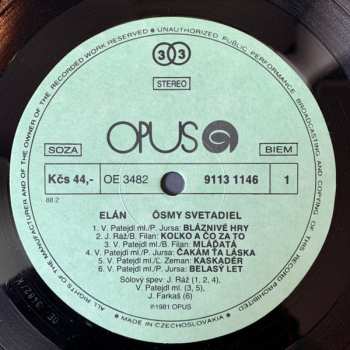 UNAUTHORIZED PUBLIC PERFORMANCE BROADCASTING AND COPYING OF THE RECORD PROHIBITED
ALL RIGHTS OF THE MANUFACTURER AND OF THE OWNER OF THE RECORDED WORK RESERVED
33
STEREO
OPUS
SOZA
BIEM
Kčs 44,-
OE 3482
9113 1146
1
88 2
ELÁN ÔSMY SVETADIEL
1. V. Patejdl ml./P. Jursa: BLÁZNIVÉ HRY
2. J. Ráž/B. Filan: KOĽKO A ČO ZA TO
3. V. Patejdl ml./B. Filan: MLÁĎATÁ
4. V. Patejdl ml./P. Jursa: ČAKÁM ŤA LÁSKA
5. V. Patejdl ml./Ľ. Zeman: KASKADÉR
6. V. Patejdl ml./P. Jursa: BELASÝ LET
Sólový spev: J. Ráž (1, 2, 4),
V. Patejdl ml. (3, 5),
J. Farkaš (6)
℗1981 OPUS
MADE IN CZECHOSLOVAKIA